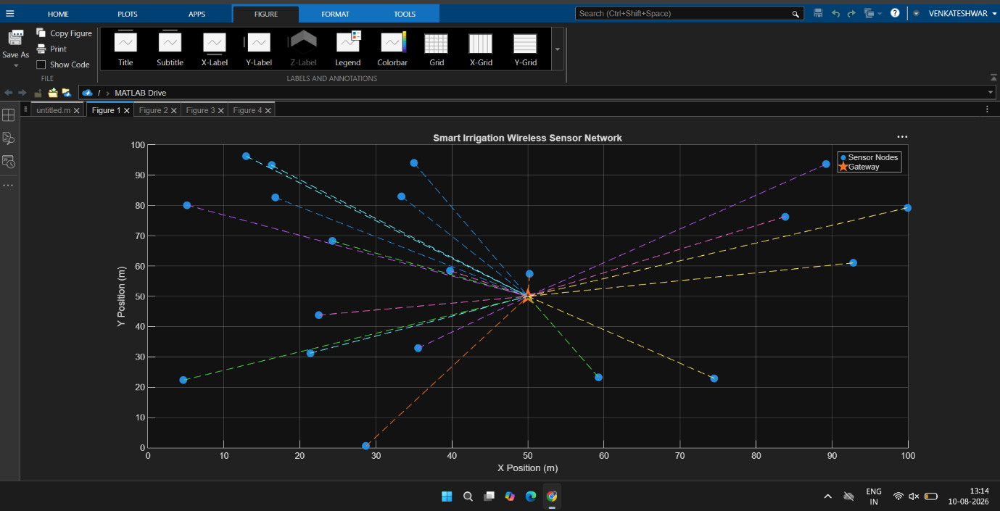 HOME PLOTS APPS FIGURE FORMAT TOOLS Search (Ctrl+Shift+Space) VENKATESHWAR
Save As
Copy Figure
Print
Show Code
FILE
Title Subtitle X-Label Y-Label Z-Label Legend Colorbar Grid X-Grid Y-Grid
LABELS AND ANNOTATIONS
/ > MATLAB Drive
untitled.m Figure 1 Figure 2 Figure 3 Figure 4
Smart Irrigation Wireless Sensor Network
Sensor Nodes
Gateway
Y Position (m)
100
90
80
70
60
50
40
30
20
10
0
0 10 20 30 40 50 60 70 80 90 100
X Position (m)
ENG
IN
13:14
10-08-2026